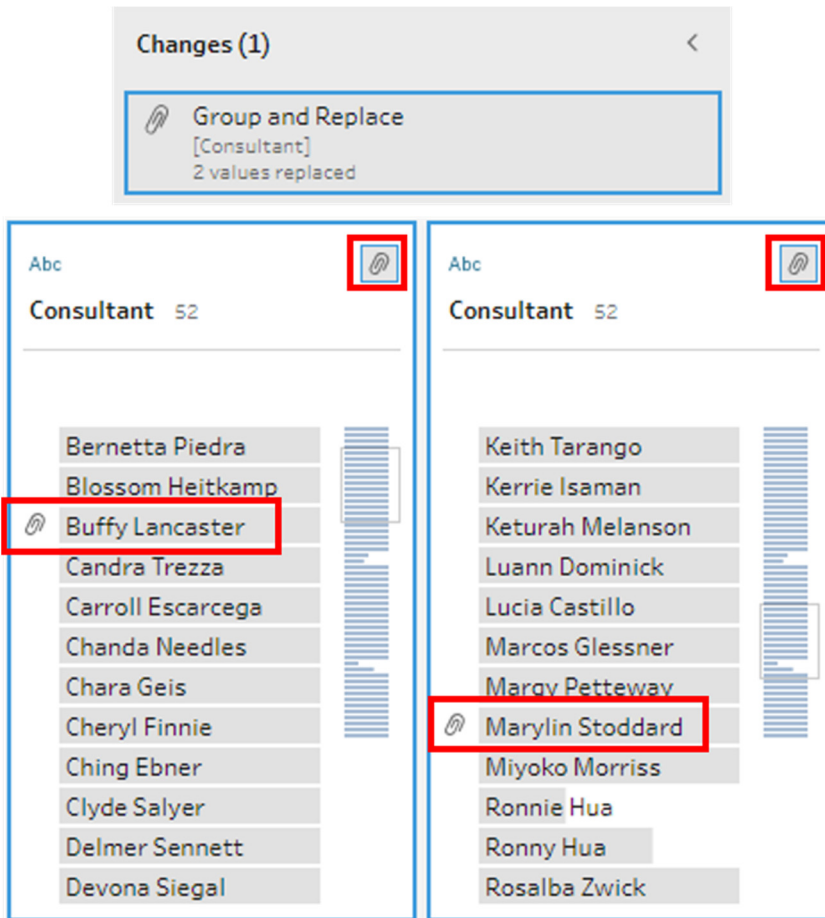 Changes (1)
Group and Replace
[Consultant]
2 values replaced
Abc
Consultant 52
Bernetta Piedra
Blossom Heitkamp
Buffy Lancaster
Candra Trezza
Carroll Escarcega
Chanda Needles
Chara Geis
Cheryl Finnie
Ching Ebner
Clyde Salyer
Delmer Sennett
Devona Siegal
Abc
Consultant 52
Keith Tarango
Kerrie Isaman
Keturah Melanson
Luann Dominick
Lucia Castillo
Marcos Glessner
Margy Petteway
Marylin Stoddard
Miyoko Morriss
Ronnie Hua
Ronny Hua
Rosalba Zwick